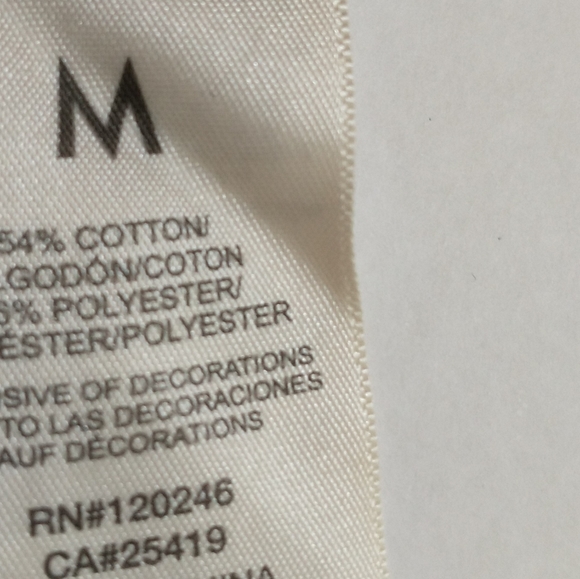 M
54% COTTON/
LGODÓN/COTON
6% POLYESTER/
ÉSTER/POLYESTER
SIVE OF DECORATIONS
TO LAS DECORACIONES
AUF DÉCORATIONS
RN#120246
CA#25419